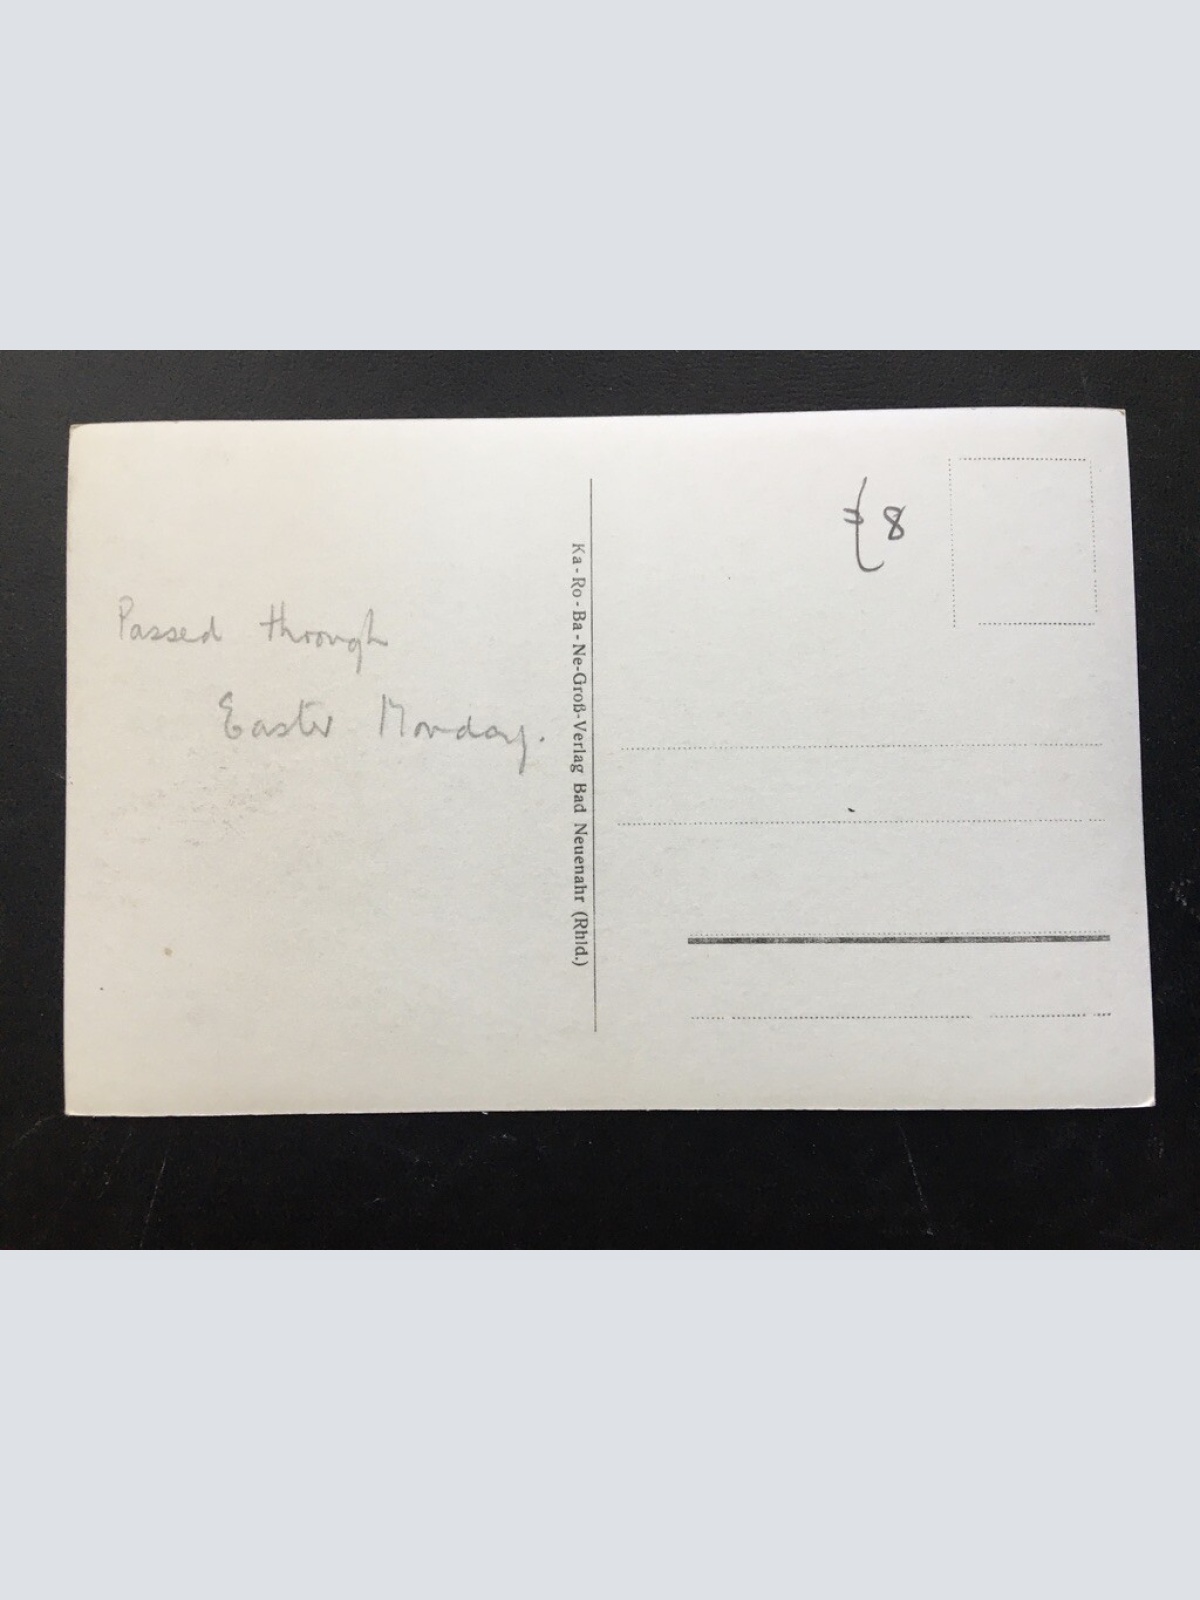 Passed through
Easter Monday.
Ka-Ro-Ba-Ne-Groß-Verlag Bad Neuenahr (Rhld.)
£8